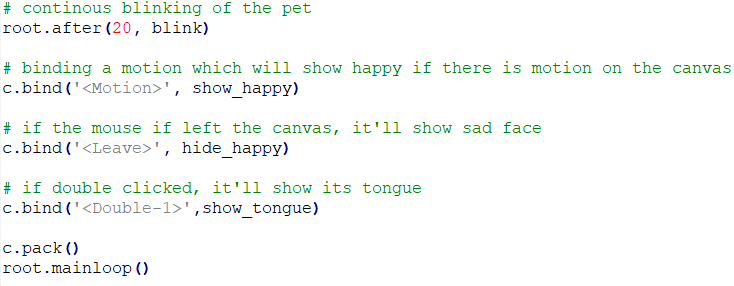 # continous blinking of the pet
root.after(20, blink)
# binding a motion which will show happy if there is motion on the canvas
c.bind('<Motion>', show_happy)
# if the mouse if left the canvas, it'll show sad face
c.bind('<Leave>', hide_happy)
# if double clicked, it'll show its tongue
c.bind('<Double-1>',show_tongue)
c.pack()
root.mainloop()